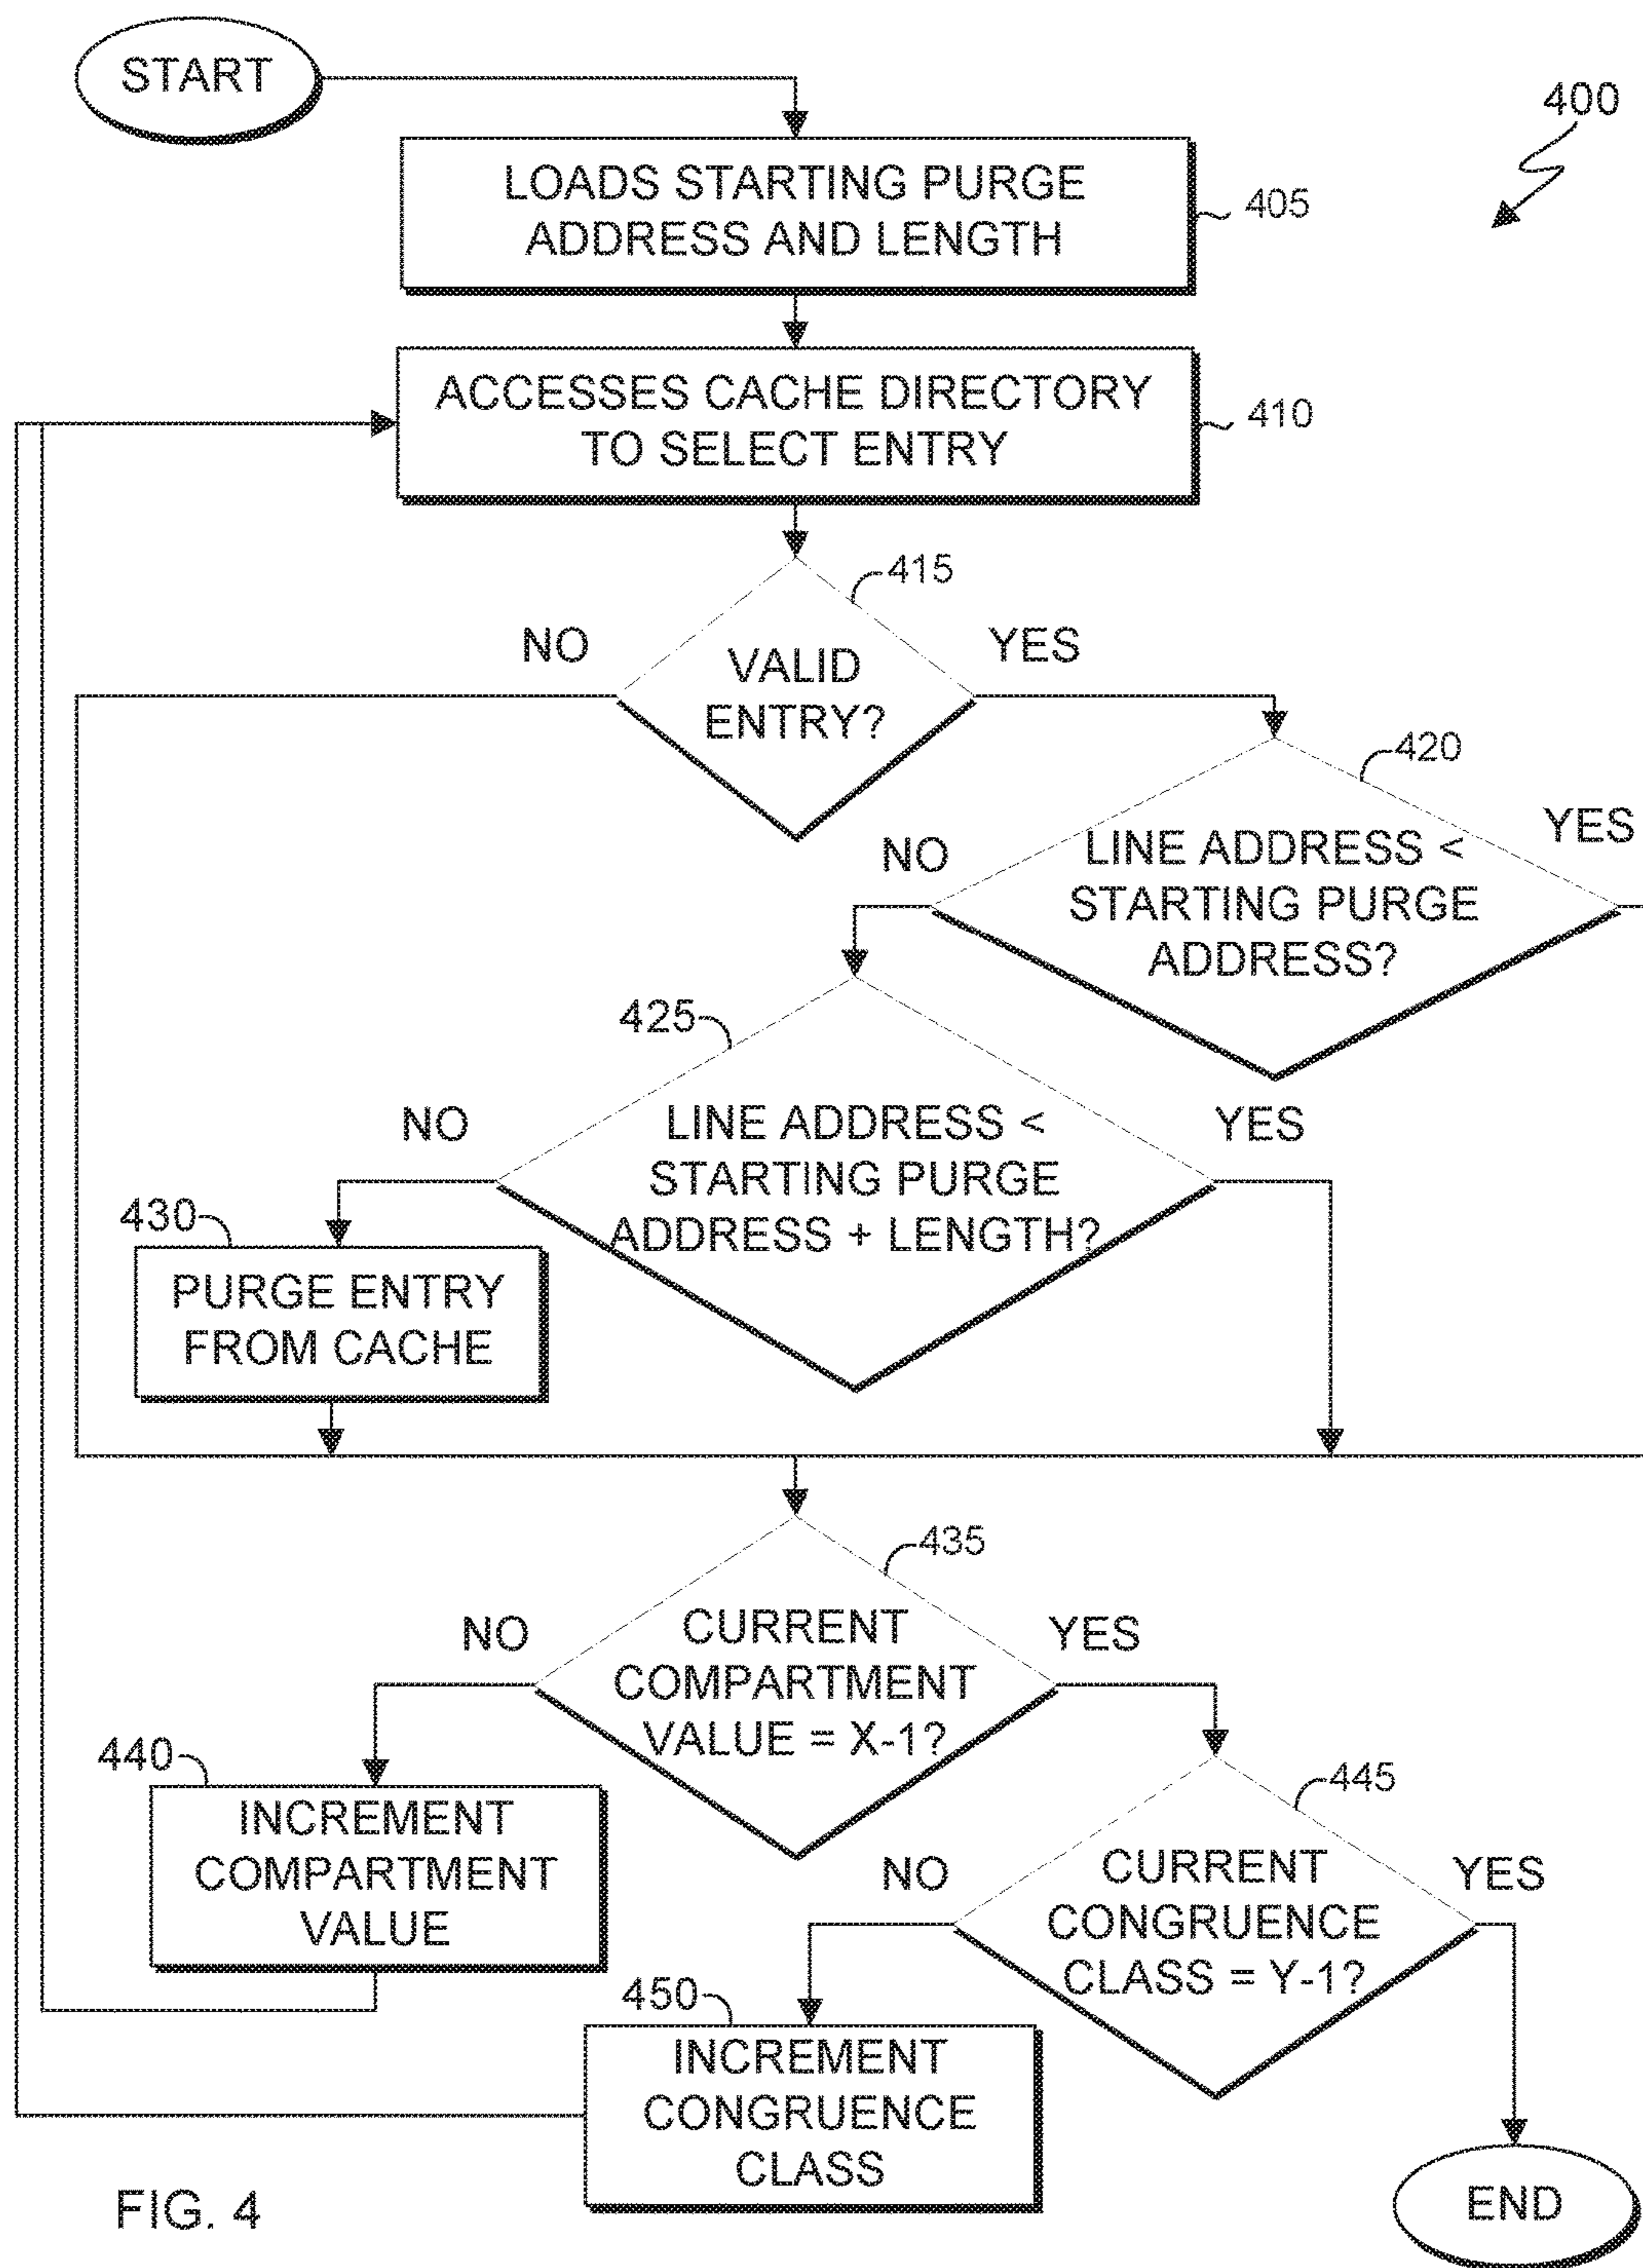 START
400
LOADS STARTING PURGE
ADDRESS AND LENGTH
405
ACCESSES CACHE DIRECTORY
TO SELECT ENTRY
410
415
NO
YES
VALID
ENTRY?
420
NO
YES
LINE ADDRESS <
STARTING PURGE
ADDRESS?
425
NO
YES
LINE ADDRESS <
STARTING PURGE
ADDRESS + LENGTH?
430
PURGE ENTRY
FROM CACHE
435
NO
YES
CURRENT
COMPARTMENT
VALUE = X-1?
440
INCREMENT
COMPARTMENT
VALUE
445
NO
YES
CURRENT
CONGRUENCE
CLASS = Y-1?
450
INCREMENT
CONGRUENCE
CLASS
END
FIG. 4